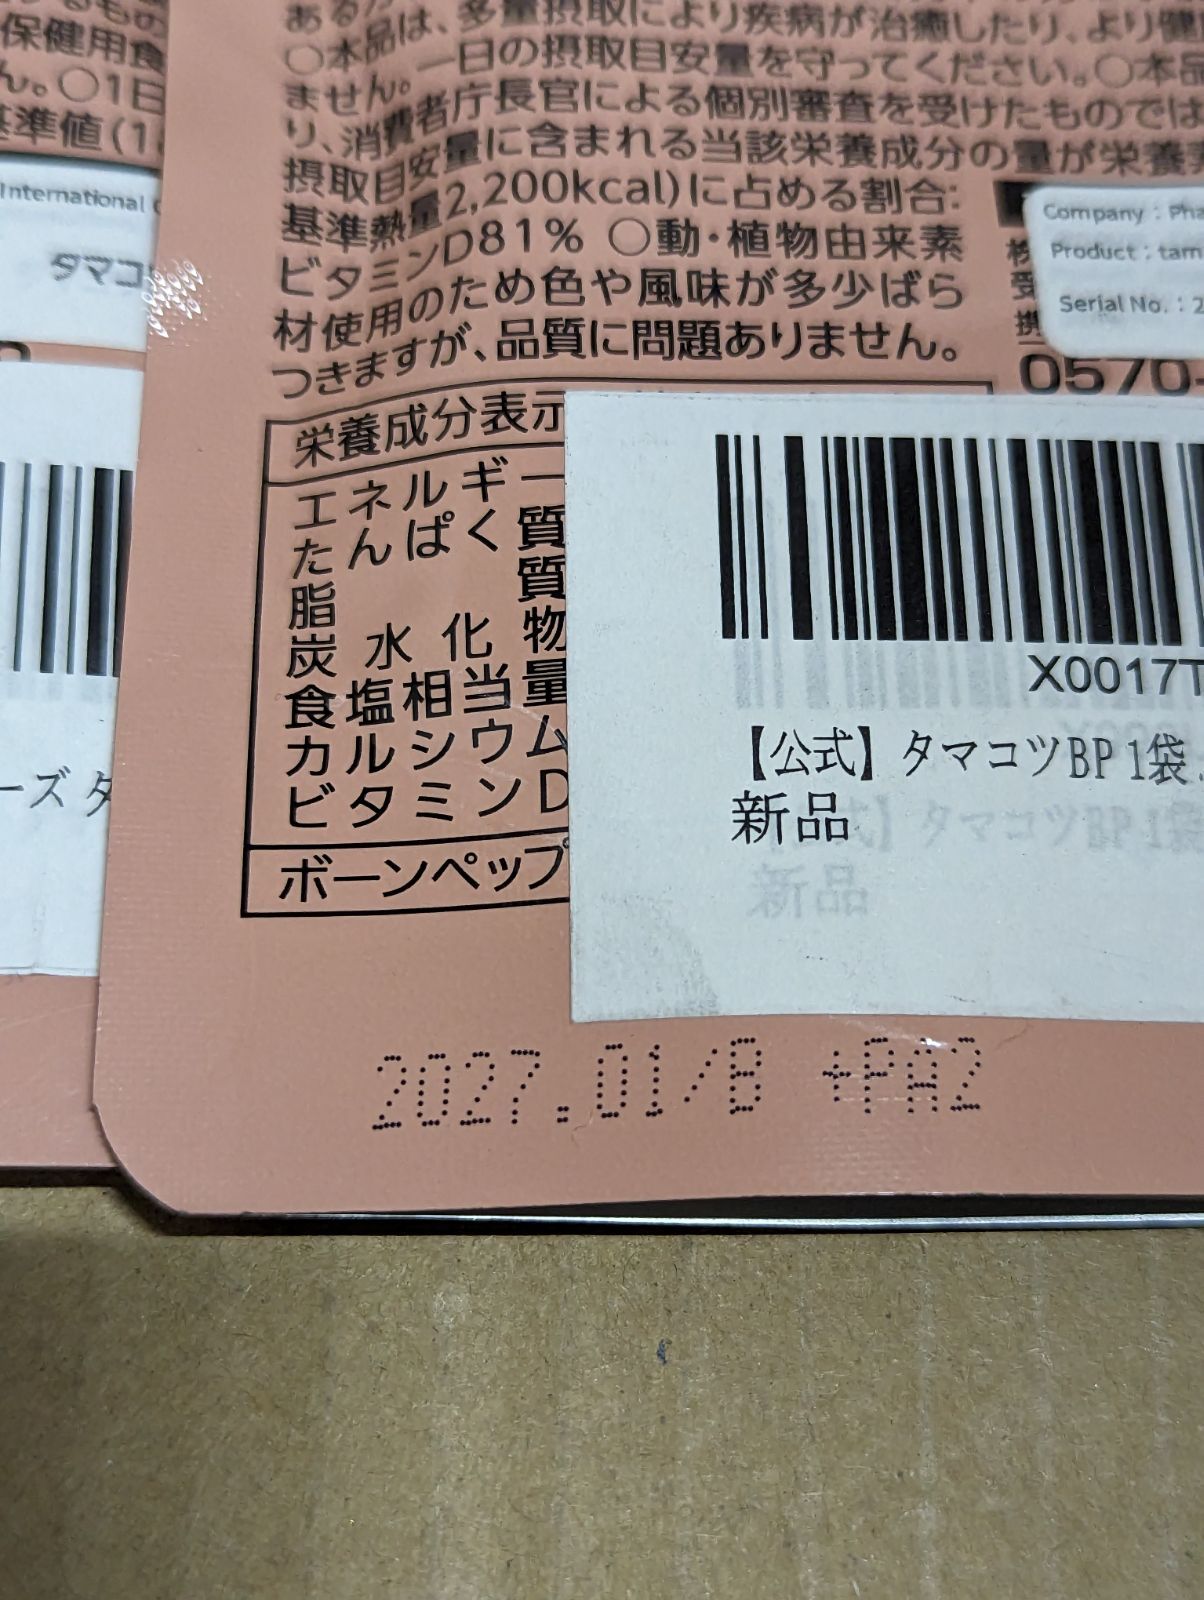 保健用食
ん。○1日
基準値(1
○本品は、多量摂取により疾病が治癒したり、より健
ません。一日の摂取目安量を守ってください。○本品
り、消費者庁長官による個別審査を受けたものでは
摂取目安量に含まれる当該栄養成分の量が栄養素
基準熱量2,200kcal)に占める割合:
ビタミンD81% ○動・植物由来素
材使用のため色や風味が多少ばら
つきますが、品質に問題ありません。
International
タマコ
Company : Pha
Product : tam
Serial No. : 2
0570-
栄養成分表示
エネルギー
たんぱく質
脂質
炭水化物
食塩相当量
カルシウム
ビタミンD
ボーンペップ
X0017T
【公式】タマコツBP 1袋
新品
ーズ タ
2027.01/B +PA2